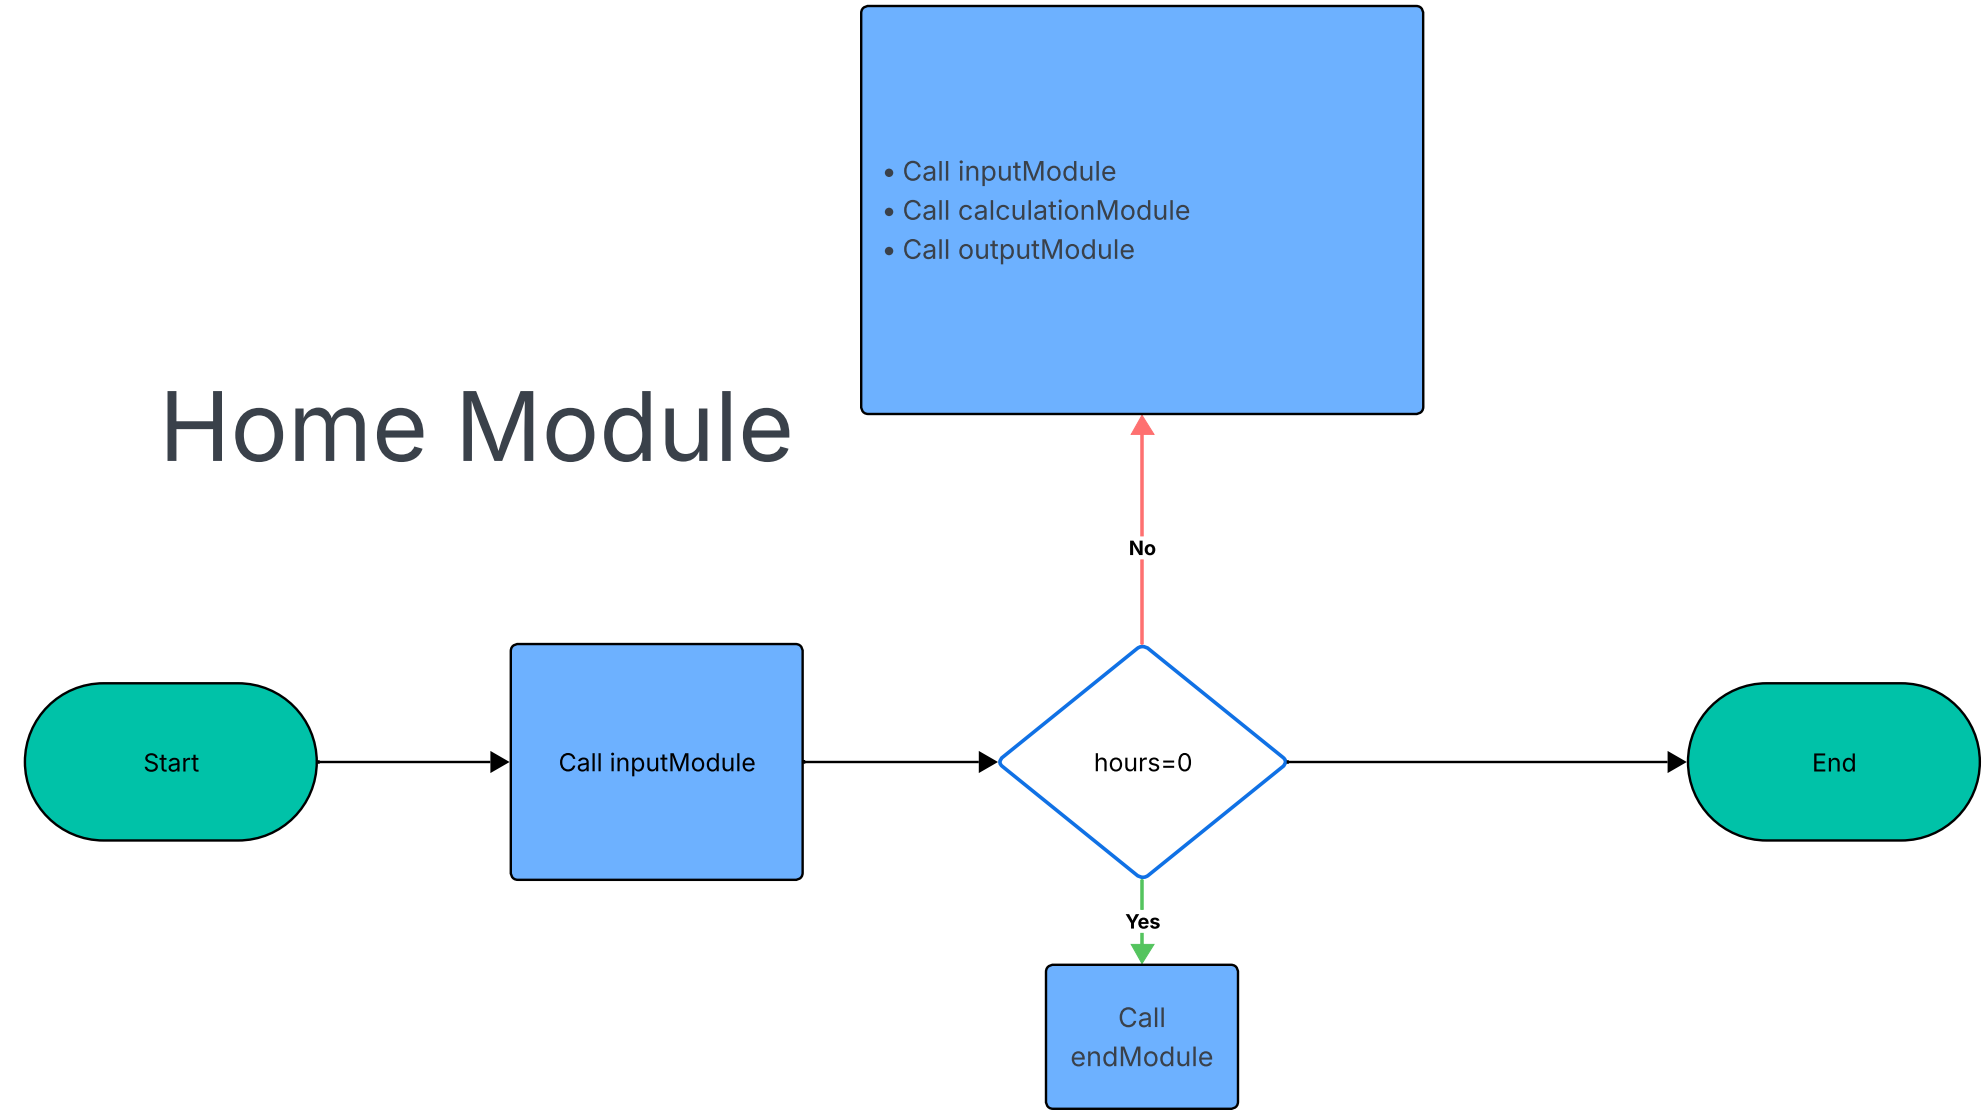 • Call inputModule
• Call calculationModule
• Call outputModule
Home Module
No
Start
Call inputModule
hours=0
End
Yes
Call
endModule